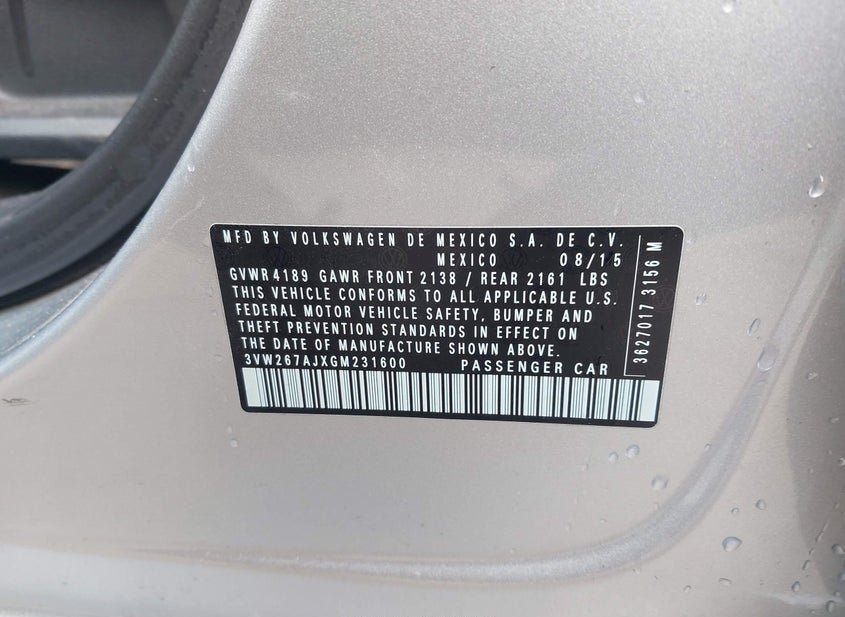 MFD BY VOLKSWAGEN DE MEXICO S.A. DE C.V.
MEXICO 08/15
GVWR 4189 GAWR FRONT 2138 / REAR 2161 LBS
THIS VEHICLE CONFORMS TO ALL APPLICABLE U.S.
FEDERAL MOTOR VEHICLE SAFETY, BUMPER AND
THEFT PREVENTION STANDARDS IN EFFECT ON
THE DATE OF MANUFACTURE SHOWN ABOVE.
3VW267AJXGM231600 PASSENGER CAR
3627017 3156 M